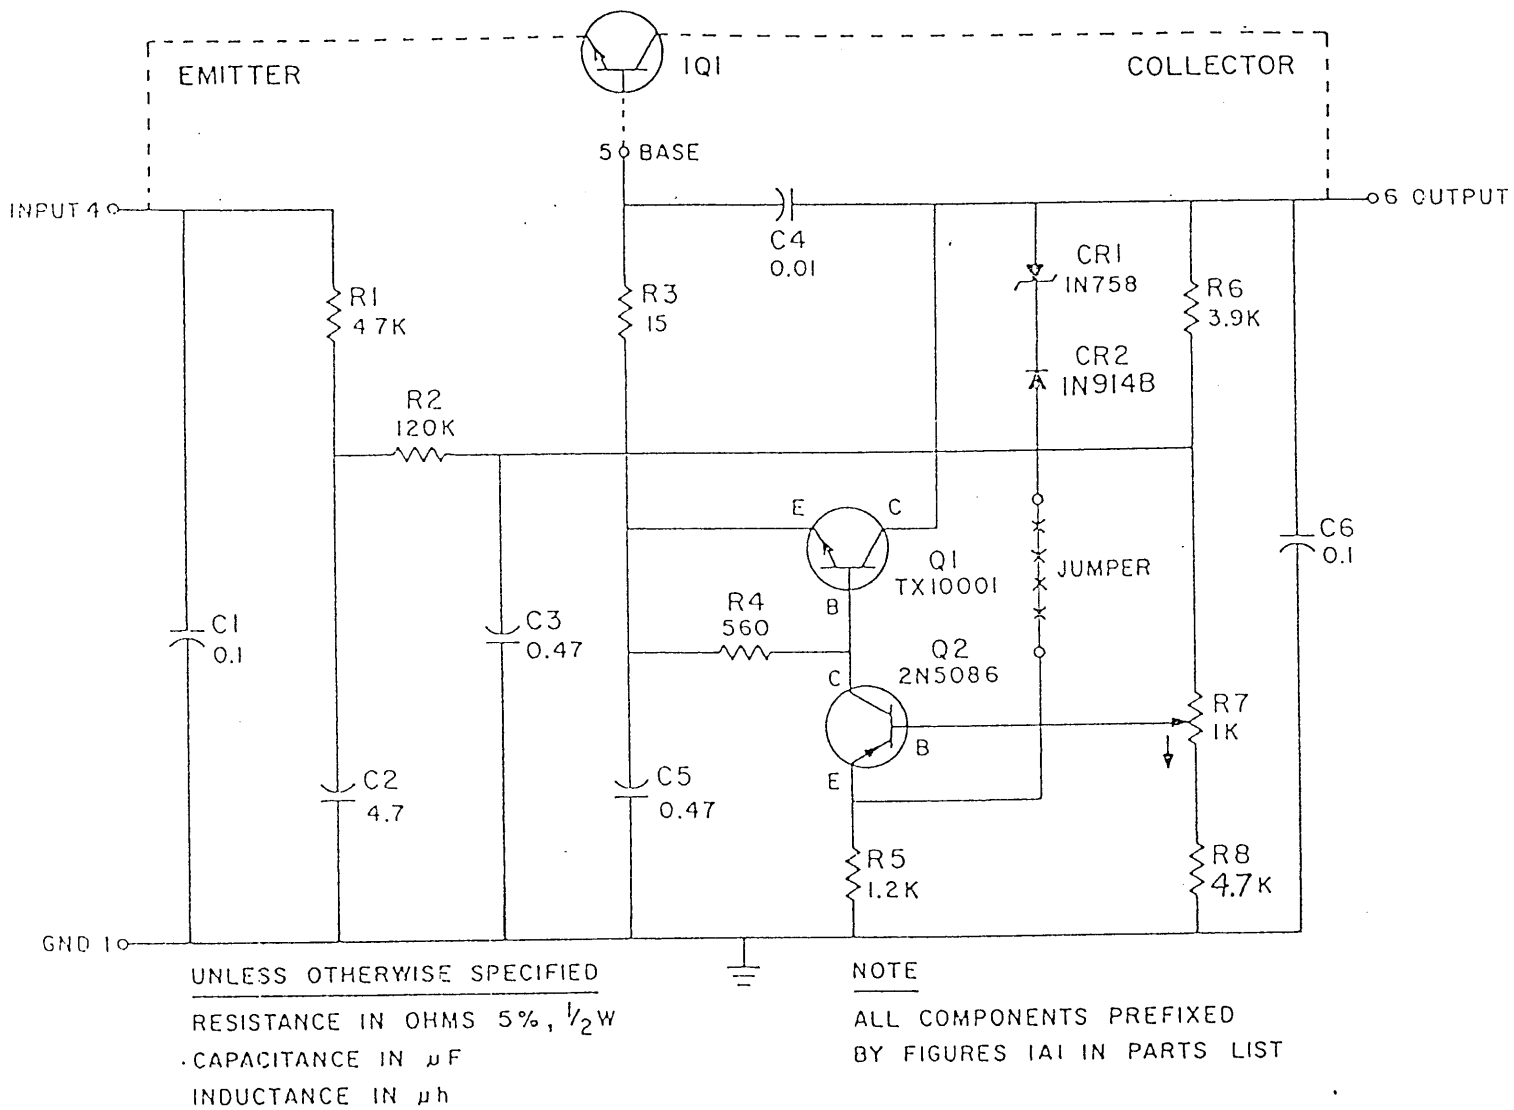 EMITTER
1Q1
COLLECTOR
5 BASE
INPUT 4
6 OUTPUT
C4
0.01
CR1
1N758
R1
47K
R3
15
R6
3.9K
CR2
1N914B
R2
120K
E
C
C6
0.1
Q1
TX10001
JUMPER
B
R4
560
C1
0.1
C3
0.47
Q2
2N5086
C
R7
1K
B
E
C2
4.7
C5
0.47
R5
1.2K
R8
4.7K
GND 1
UNLESS OTHERWISE SPECIFIED
RESISTANCE IN OHMS 5%, 1/2W
CAPACITANCE IN µF
INDUCTANCE IN µh
NOTE
ALL COMPONENTS PREFIXED
BY FIGURES 1A1 IN PARTS LIST